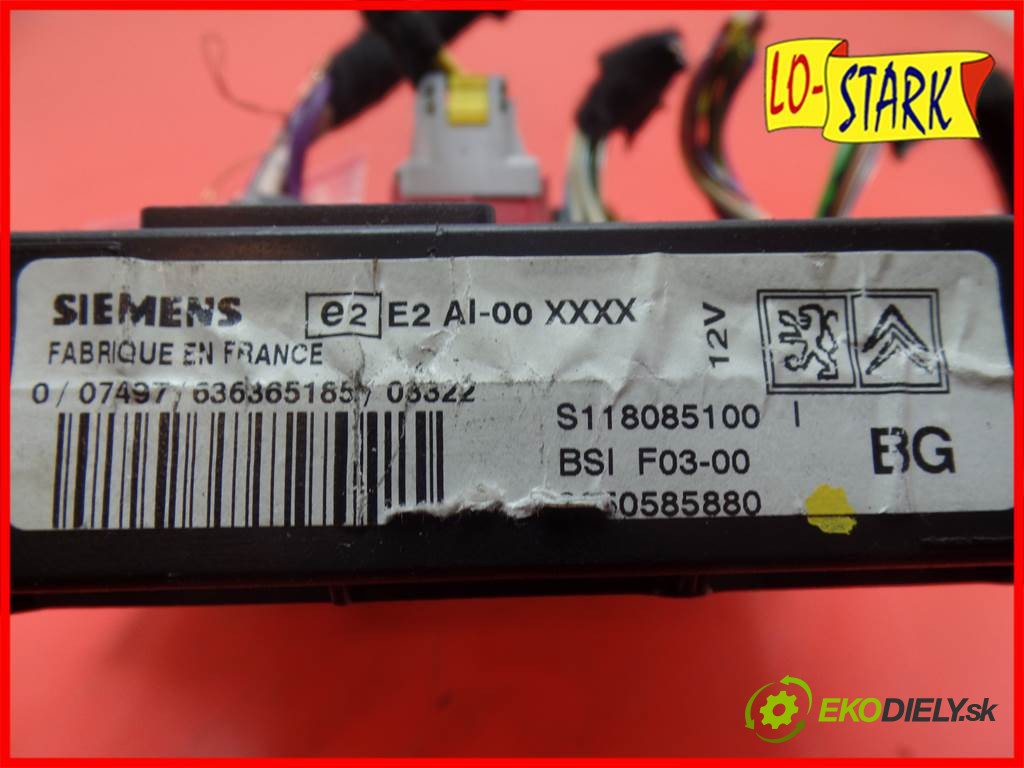 LO-STARK
SIEMENS e2 E2 AI-00 XXXX 12V
FABRIQUE EN FRANCE
0/07497/636365185/03322
S118085100 I
BSI F03-00 BG
EKODIELY.sk